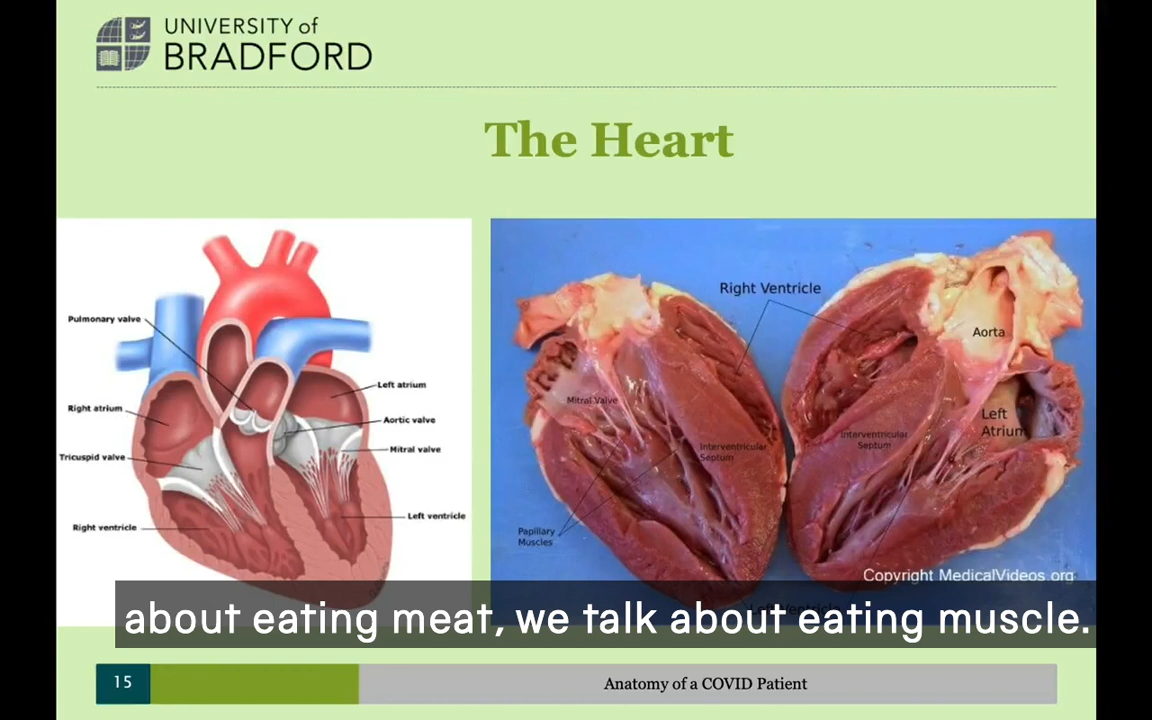 UNIVERSITY of
BRADFORD
The Heart
Pulmonary valve
Right atrium
Tricuspid valve
Right ventricle
Left atrium
Aortic valve
Mitral valve
Left ventricle
Right Ventricle
Aorta
Mitral Valve
Left
Atrium
Interventricular
Septum
Interventricular
Septum
Papillary
Muscles
Copyright MedicalVideos.org
Left Ventricle
about eating meat, we talk about eating muscle.
15
Anatomy of a COVID Patient